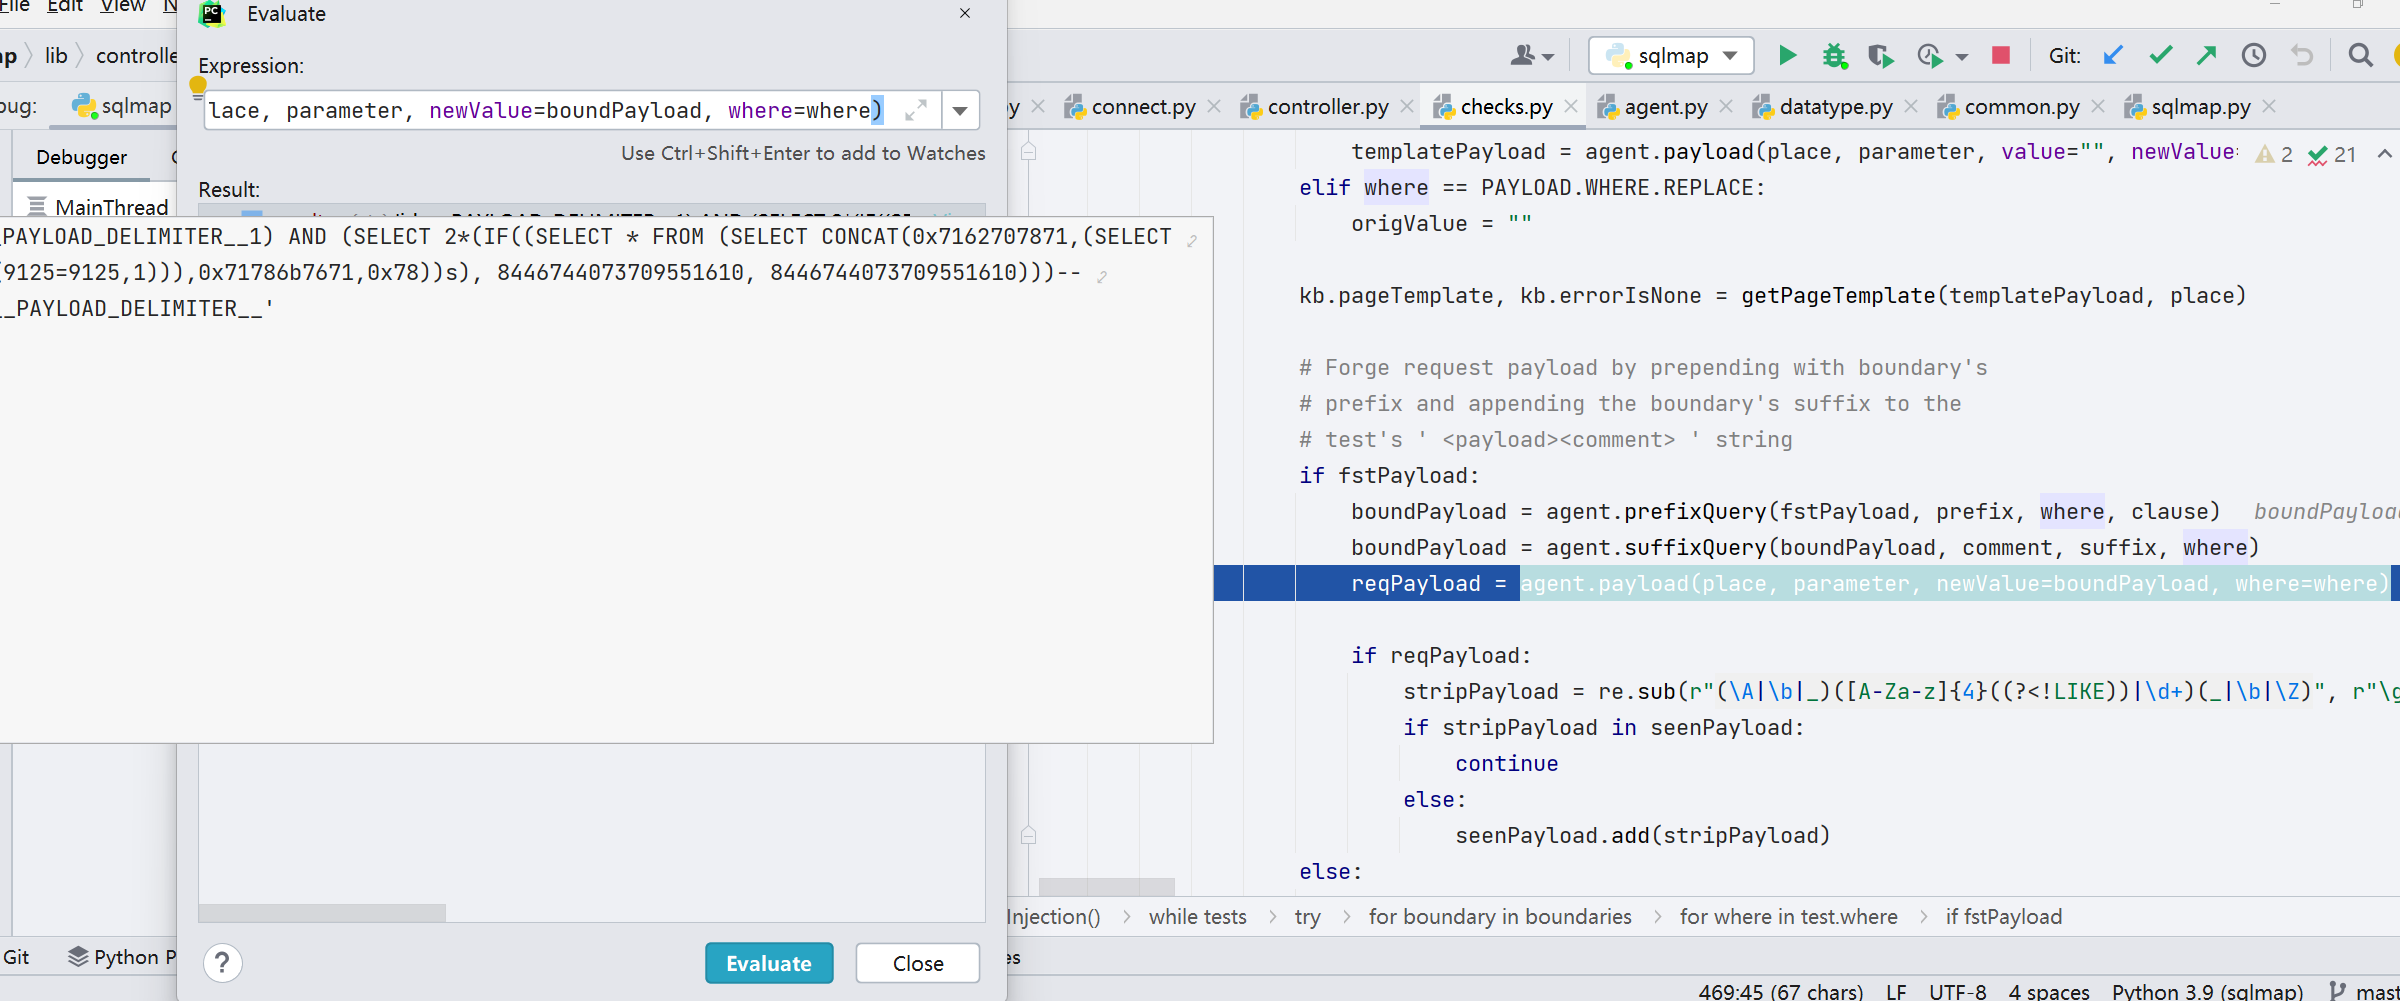 File Edit View N
Evaluate
ap lib controlle
Expression:
lace, parameter, newValue=boundPayload, where=where)
Use Ctrl+Shift+Enter to add to Watches
Result:
bug: sqlmap
Debugger
MainThread
sqlmap Git:
y connect.py controller.py checks.py agent.py datatype.py common.py sqlmap.py
PAYLOAD_DELIMITER__1) AND (SELECT 2*(IF((SELECT * FROM (SELECT CONCAT(0x7162707871,(SELECT
(9125=9125,1))),0x71786b7671,0x78))s), 8446744073709551610, 8446744073709551610)))--
__PAYLOAD_DELIMITER__'
templatePayload = agent.payload(place, parameter, value="", newValue= 2 21
elif where == PAYLOAD.WHERE.REPLACE:
origValue = ""
kb.pageTemplate, kb.errorIsNone = getPageTemplate(templatePayload, place)
# Forge request payload by prepending with boundary's
# prefix and appending the boundary's suffix to the
# test's ' <payload><comment> ' string
if fstPayload:
boundPayload = agent.prefixQuery(fstPayload, prefix, where, clause) boundPayload
boundPayload = agent.suffixQuery(boundPayload, comment, suffix, where)
reqPayload = agent.payload(place, parameter, newValue=boundPayload, where=where)
if reqPayload:
stripPayload = re.sub(r"(\A|\b|_)([A-Za-z]{4}((?<!LIKE))|\d+)(_|\b|\Z)", r"\g
if stripPayload in seenPayload:
continue
else:
seenPayload.add(stripPayload)
else:
Injection() while tests try for boundary in boundaries for where in test.where if fstPayload
Git Python P
? Evaluate Close
es
469:45 (67 chars) LF UTF-8 4 spaces Python 3.9 (sqlmap) mast